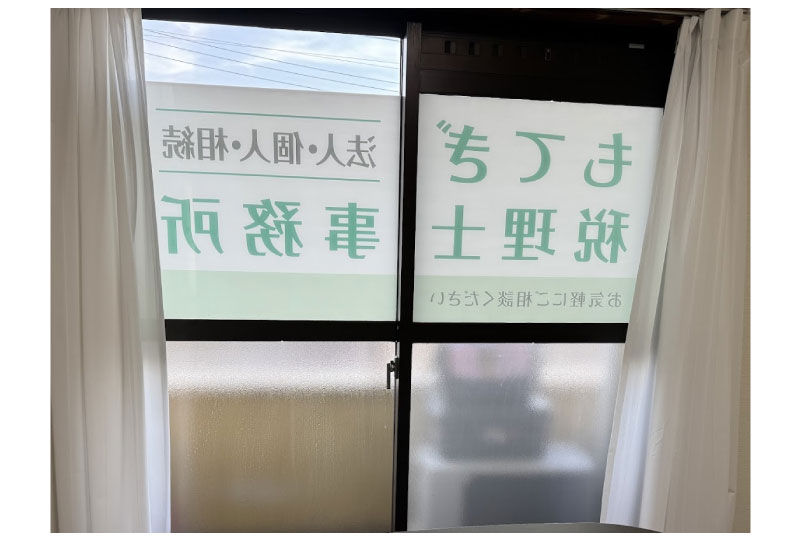 もてぎ
法人・個人・相続
税理士事務所
お気軽にご相談ください